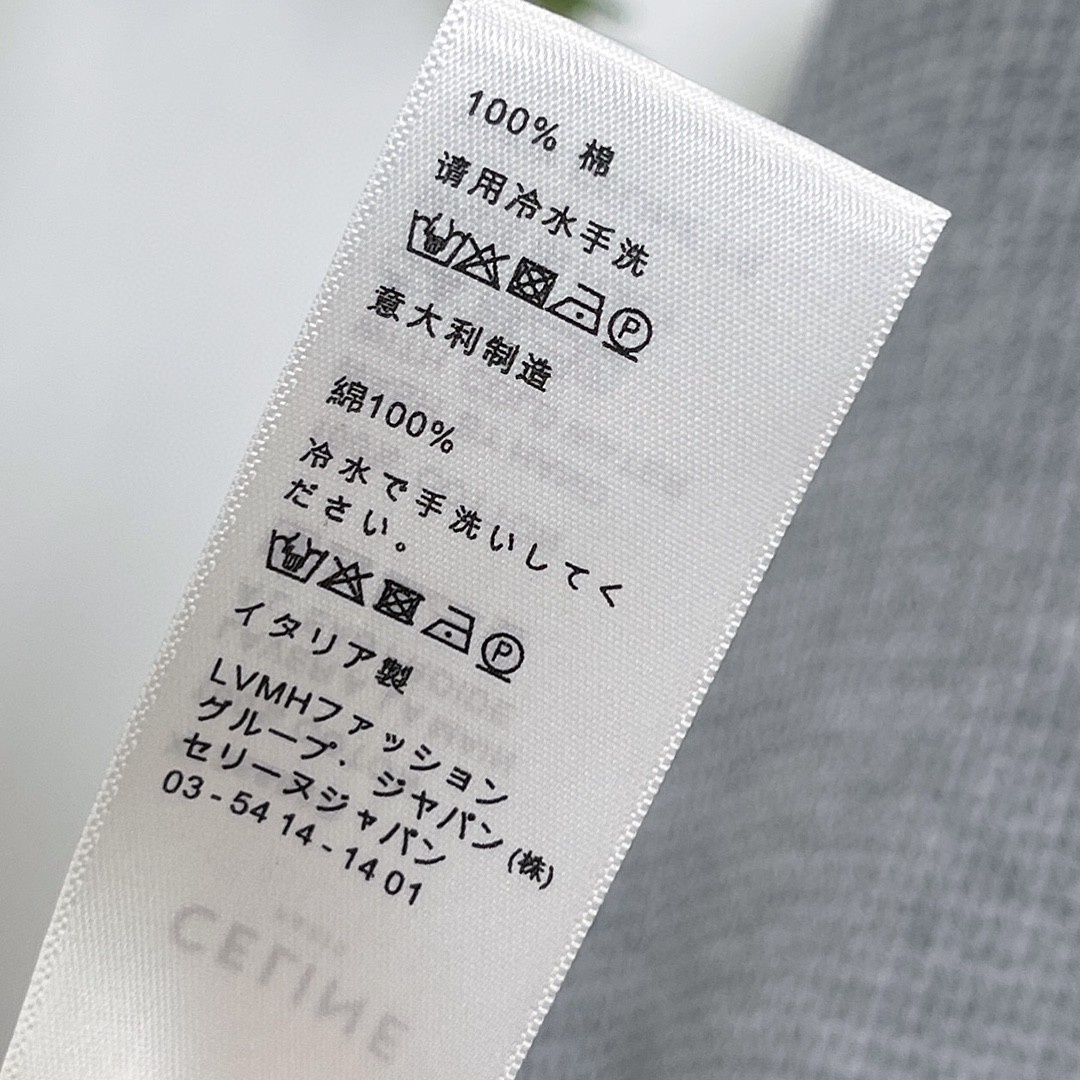 100% 棉
请用冷水手洗
P
意大利制造
綿100%
冷水で手洗いしてく
ださい。
P
イタリア製
LVMHファッション
グループ・ジャパン(株)
セリーヌジャパン
03-5414-1401
CELINE